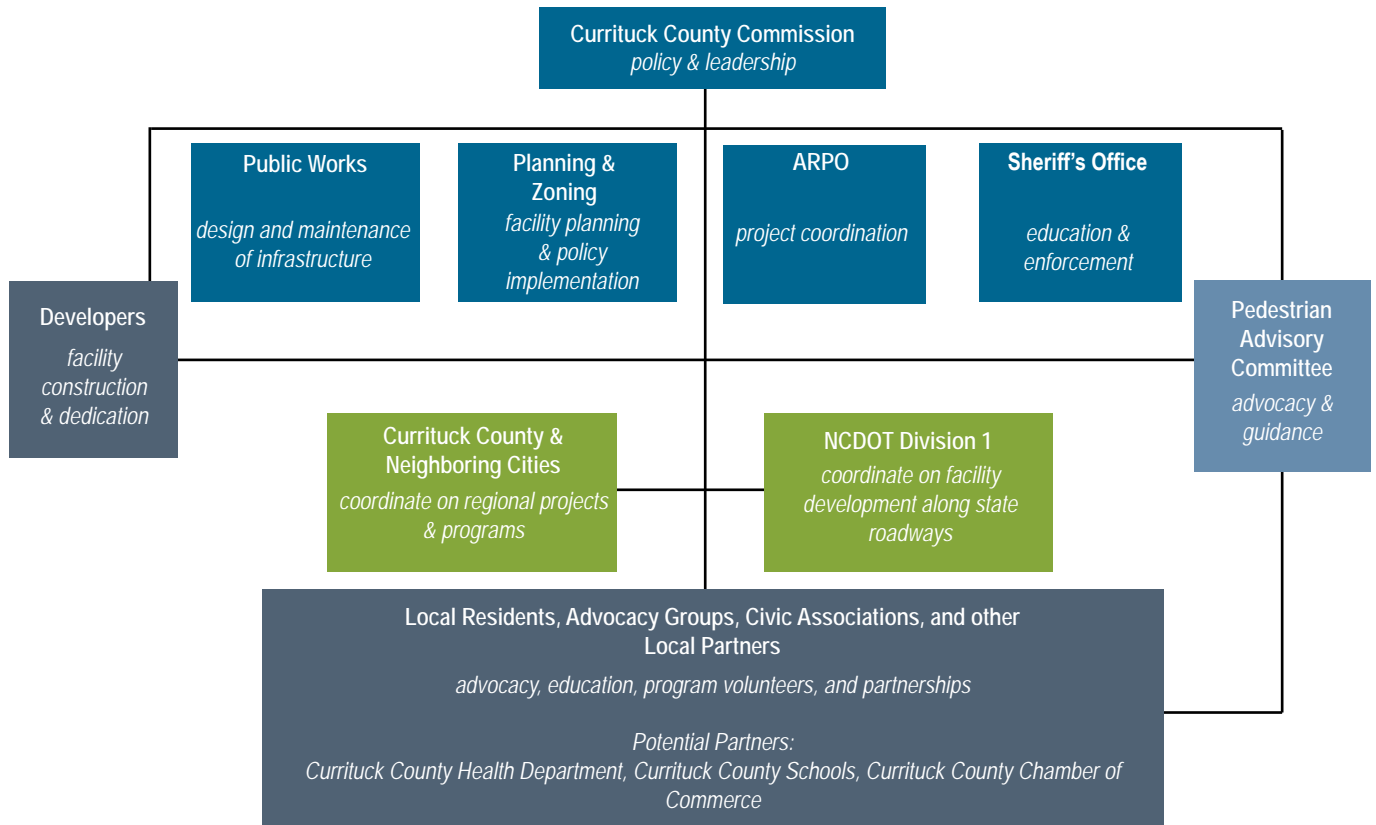 Currituck County Commission
policy & leadership
Public Works
design and maintenance
of infrastructure
Planning &
Zoning
facility planning
& policy
implementation
ARPO
project coordination
Sheriff's Office
education &
enforcement
Developers
facility
construction
& dedication
Pedestrian
Advisory
Committee
advocacy &
guidance
Currituck County &
Neighboring Cities
coordinate on regional projects
& programs
NCDOT Division 1
coordinate on facility
development along state
roadways
Local Residents, Advocacy Groups, Civic Associations, and other
Local Partners
advocacy, education, program volunteers, and partnerships
Potential Partners:
Currituck County Health Department, Currituck County Schools, Currituck County Chamber of
Commerce